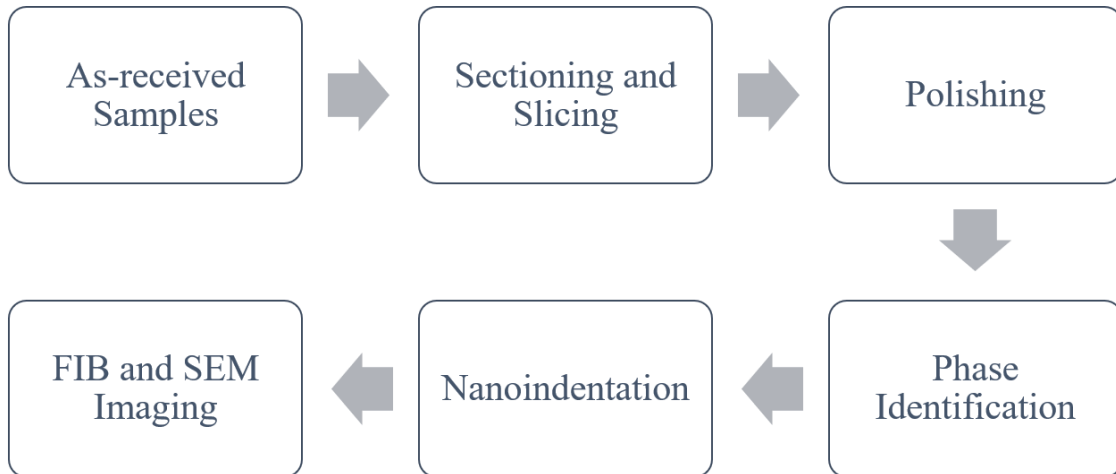 As-received
Samples
Sectioning and
Slicing
Polishing
Phase
Identification
Nanoindentation
FIB and SEM
Imaging